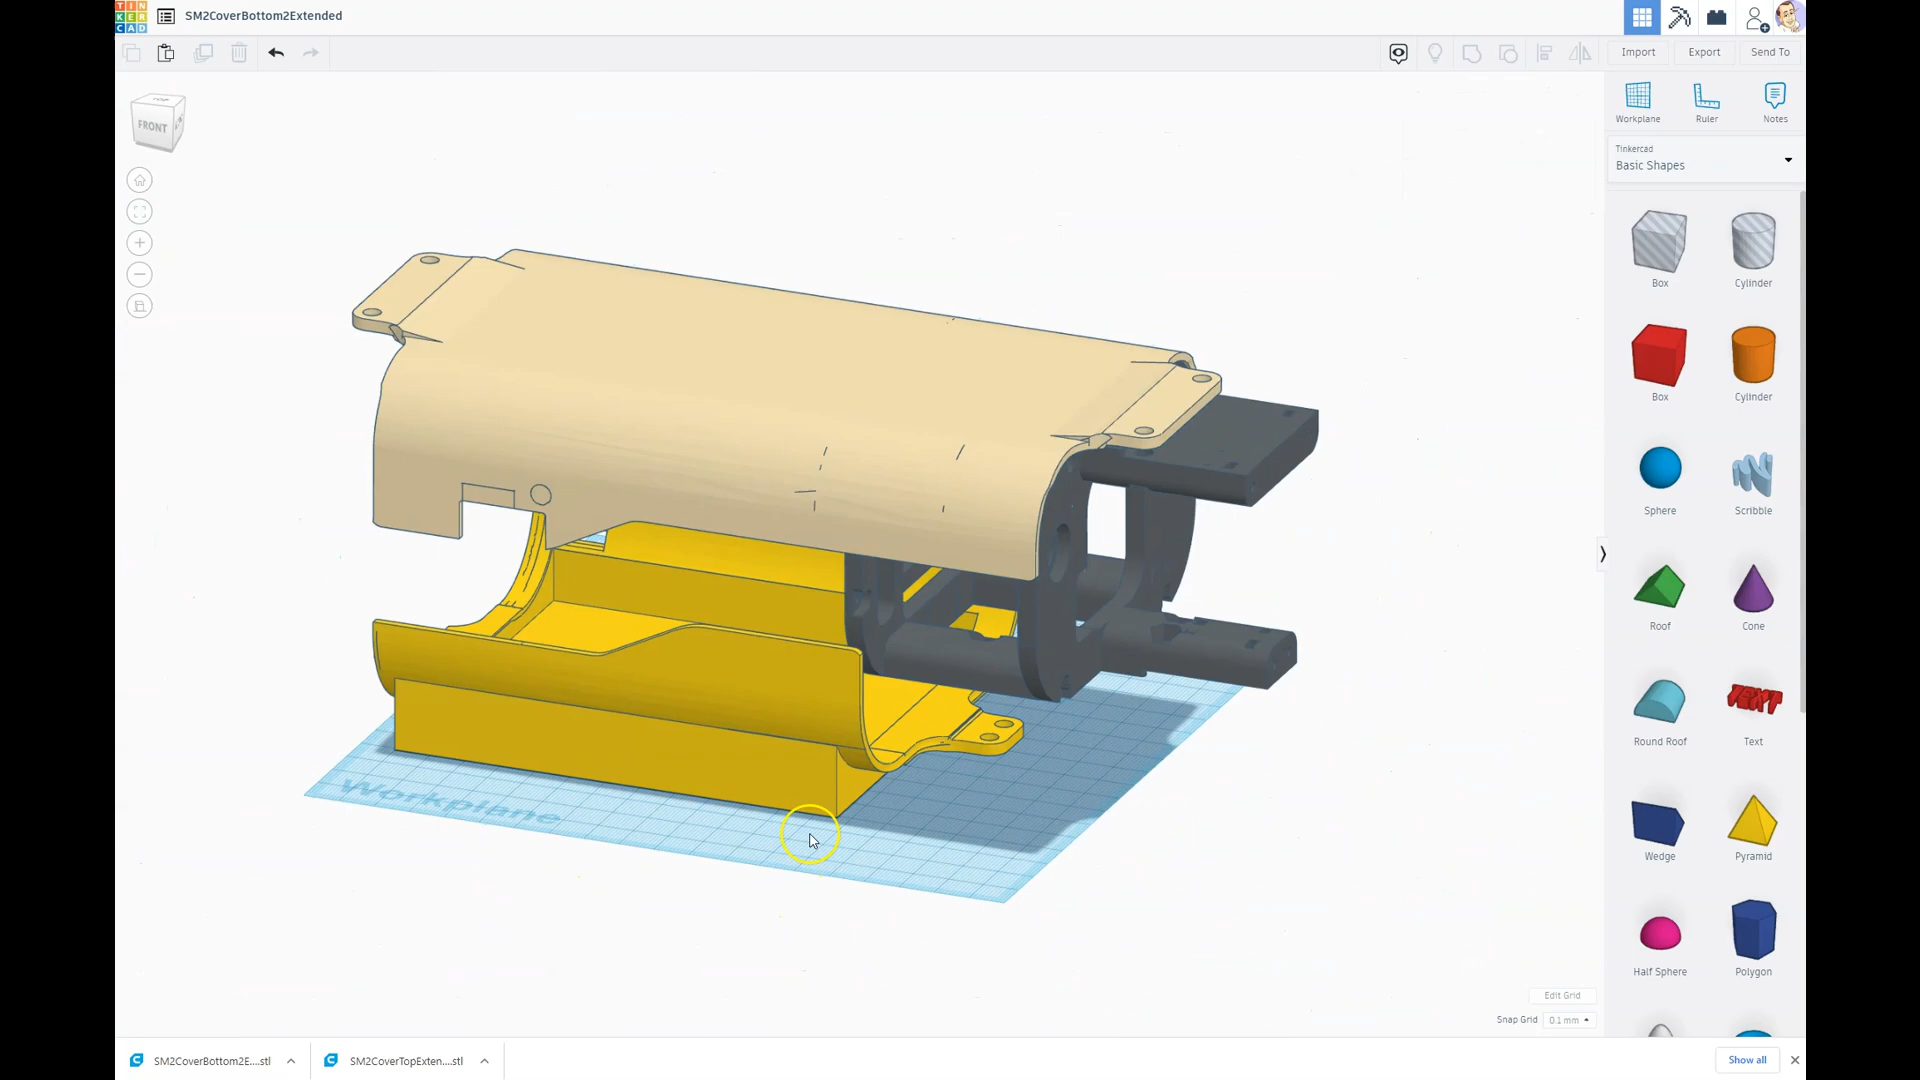 TIN
KER
CAD
SM2CoverBottom2Extended
Import
Export
Send To
TOP
FRONT
Workplane
Ruler
Notes
Tinkercad
Basic Shapes
Box
Cylinder
Box
Cylinder
Sphere
Scribble
Roof
Cone
TEXT
Round Roof
Text
Workplane
Wedge
Pyramid
Half Sphere
Polygon
Edit Grid
Snap Grid
0.1 mm
SM2CoverBottom2E....stl
SM2CoverTopExten....stl
Show all